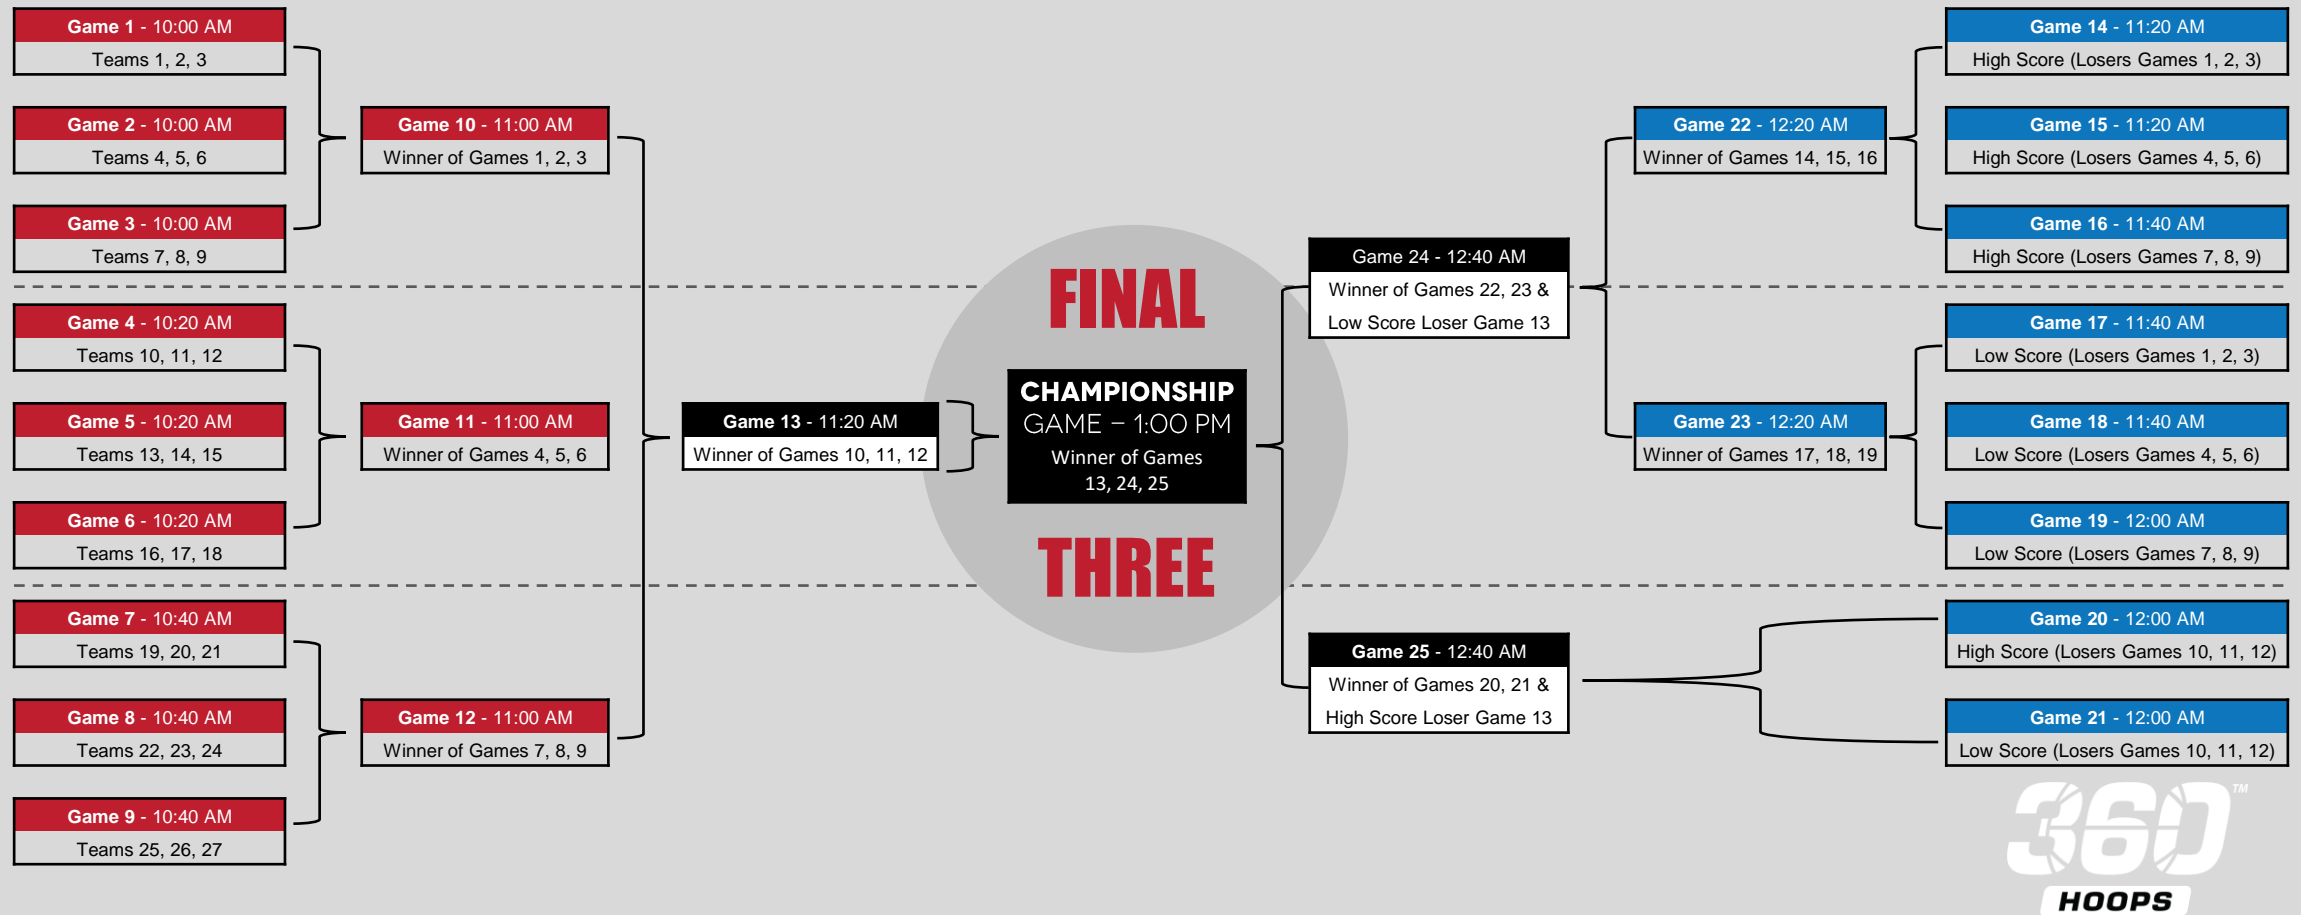 Game 1 - 10:00 AM
Teams 1, 2, 3
Game 2 - 10:00 AM
Teams 4, 5, 6
Game 3 - 10:00 AM
Teams 7, 8, 9
Game 4 - 10:20 AM
Teams 10, 11, 12
Game 5 - 10:20 AM
Teams 13, 14, 15
Game 6 - 10:20 AM
Teams 16, 17, 18
Game 7 - 10:40 AM
Teams 19, 20, 21
Game 8 - 10:40 AM
Teams 22, 23, 24
Game 9 - 10:40 AM
Teams 25, 26, 27
Game 10 - 11:00 AM
Winner of Games 1, 2, 3
Game 11 - 11:00 AM
Winner of Games 4, 5, 6
Game 12 - 11:00 AM
Winner of Games 7, 8, 9
Game 13 - 11:20 AM
Winner of Games 10, 11, 12
FINAL
CHAMPIONSHIP
GAME – 1:00 PM
Winner of Games
13, 24, 25
THREE
Game 24 - 12:40 AM
Winner of Games 22, 23 &
Low Score Loser Game 13
Game 25 - 12:40 AM
Winner of Games 20, 21 &
High Score Loser Game 13
Game 22 - 12:20 AM
Winner of Games 14, 15, 16
Game 23 - 12:20 AM
Winner of Games 17, 18, 19
Game 14 - 11:20 AM
High Score (Losers Games 1, 2, 3)
Game 15 - 11:20 AM
High Score (Losers Games 4, 5, 6)
Game 16 - 11:40 AM
High Score (Losers Games 7, 8, 9)
Game 17 - 11:40 AM
Low Score (Losers Games 1, 2, 3)
Game 18 - 11:40 AM
Low Score (Losers Games 4, 5, 6)
Game 19 - 12:00 AM
Low Score (Losers Games 7, 8, 9)
Game 20 - 12:00 AM
High Score (Losers Games 10, 11, 12)
Game 21 - 12:00 AM
Low Score (Losers Games 10, 11, 12)
360™
HOOPS